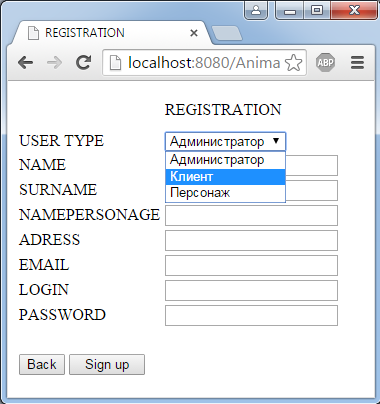 REGISTRATION
localhost:8080/Anima
ABP
REGISTRATION
USER TYPE Администратор
Администратор
NAME
Клиент
SURNAME
Персонаж
NAMEPERSONAGE
ADRESS
EMAIL
LOGIN
PASSWORD
Back Sign up